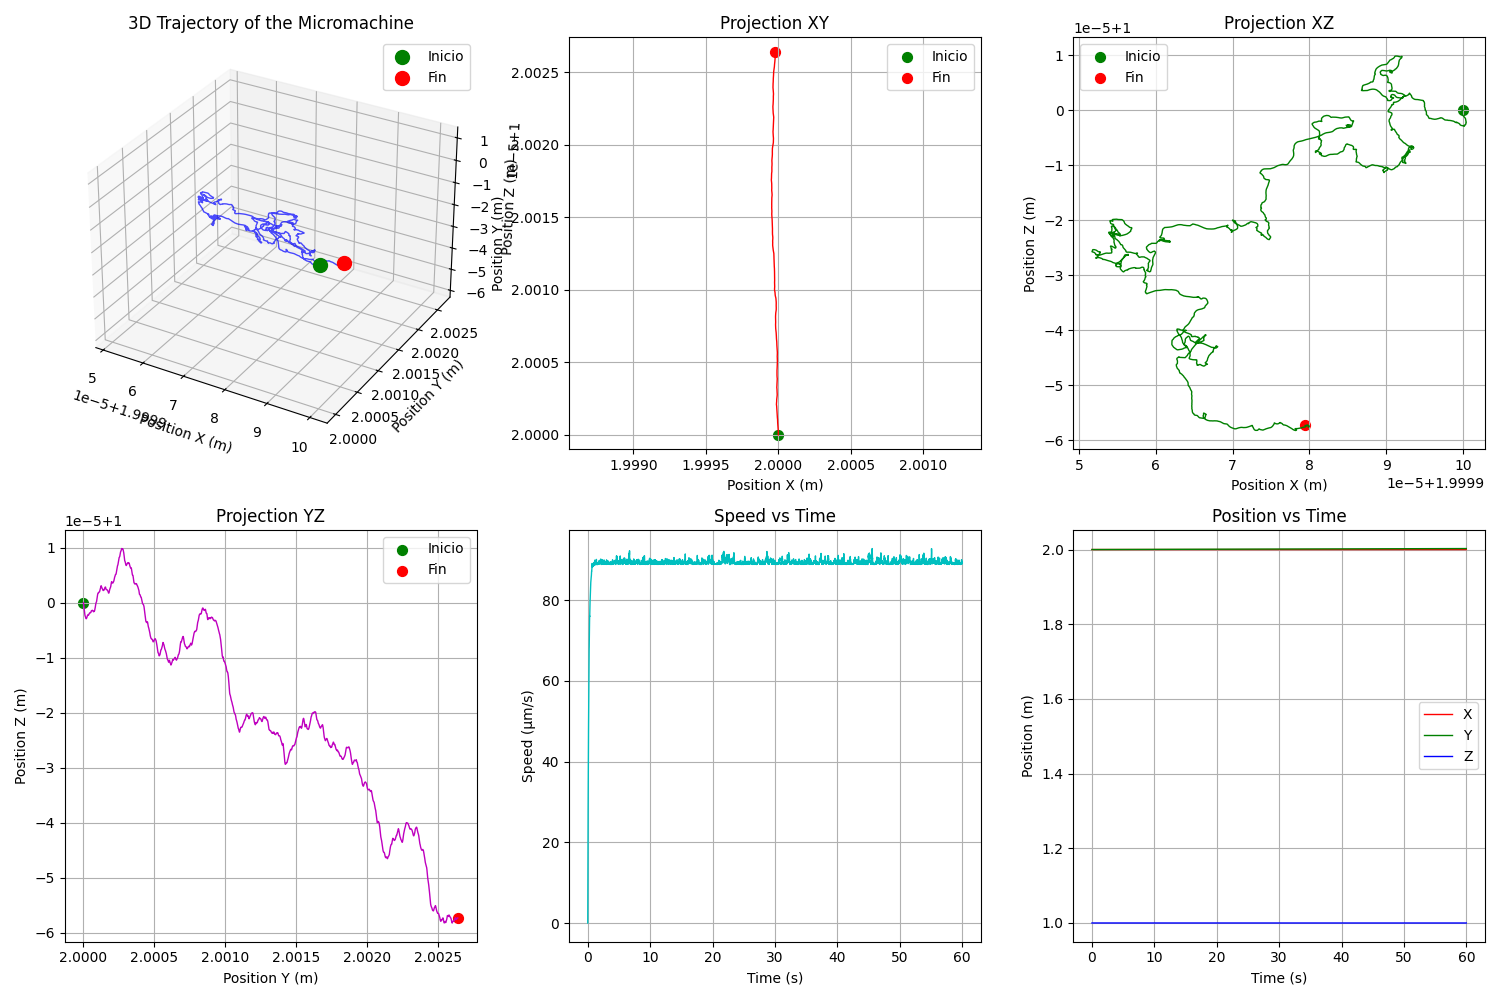 3D Trajectory of the Micromachine
Inicio
Fin
1
0
−1
−2
−3
−4
−5
−6
1e−5+1
Position Z (m)
5
6
7
8
9
10
1e−5+1.9999
Position X (m)
2.0000
2.0005
2.0010
2.0015
2.0020
2.0025
Position Y (m)
Projection XY
Inicio
Fin
2.0025
2.0020
2.0015
2.0010
2.0005
2.0000
Position Y (m)
1.9990
1.9995
2.0000
2.0005
2.0010
Position X (m)
Projection XZ
1e−5+1
Inicio
Fin
1
0
−1
−2
−3
−4
−5
−6
Position Z (m)
5
6
7
8
9
10
Position X (m)
1e−5+1.9999
Projection YZ
1e−5+1
Inicio
Fin
1
0
−1
−2
−3
−4
−5
−6
Position Z (m)
2.0000
2.0005
2.0010
2.0015
2.0020
2.0025
Position Y (m)
Speed vs Time
80
60
40
20
0
Speed (μm/s)
0
10
20
30
40
50
60
Time (s)
Position vs Time
2.0
1.8
1.6
1.4
1.2
1.0
Position (m)
X
Y
Z
0
10
20
30
40
50
60
Time (s)